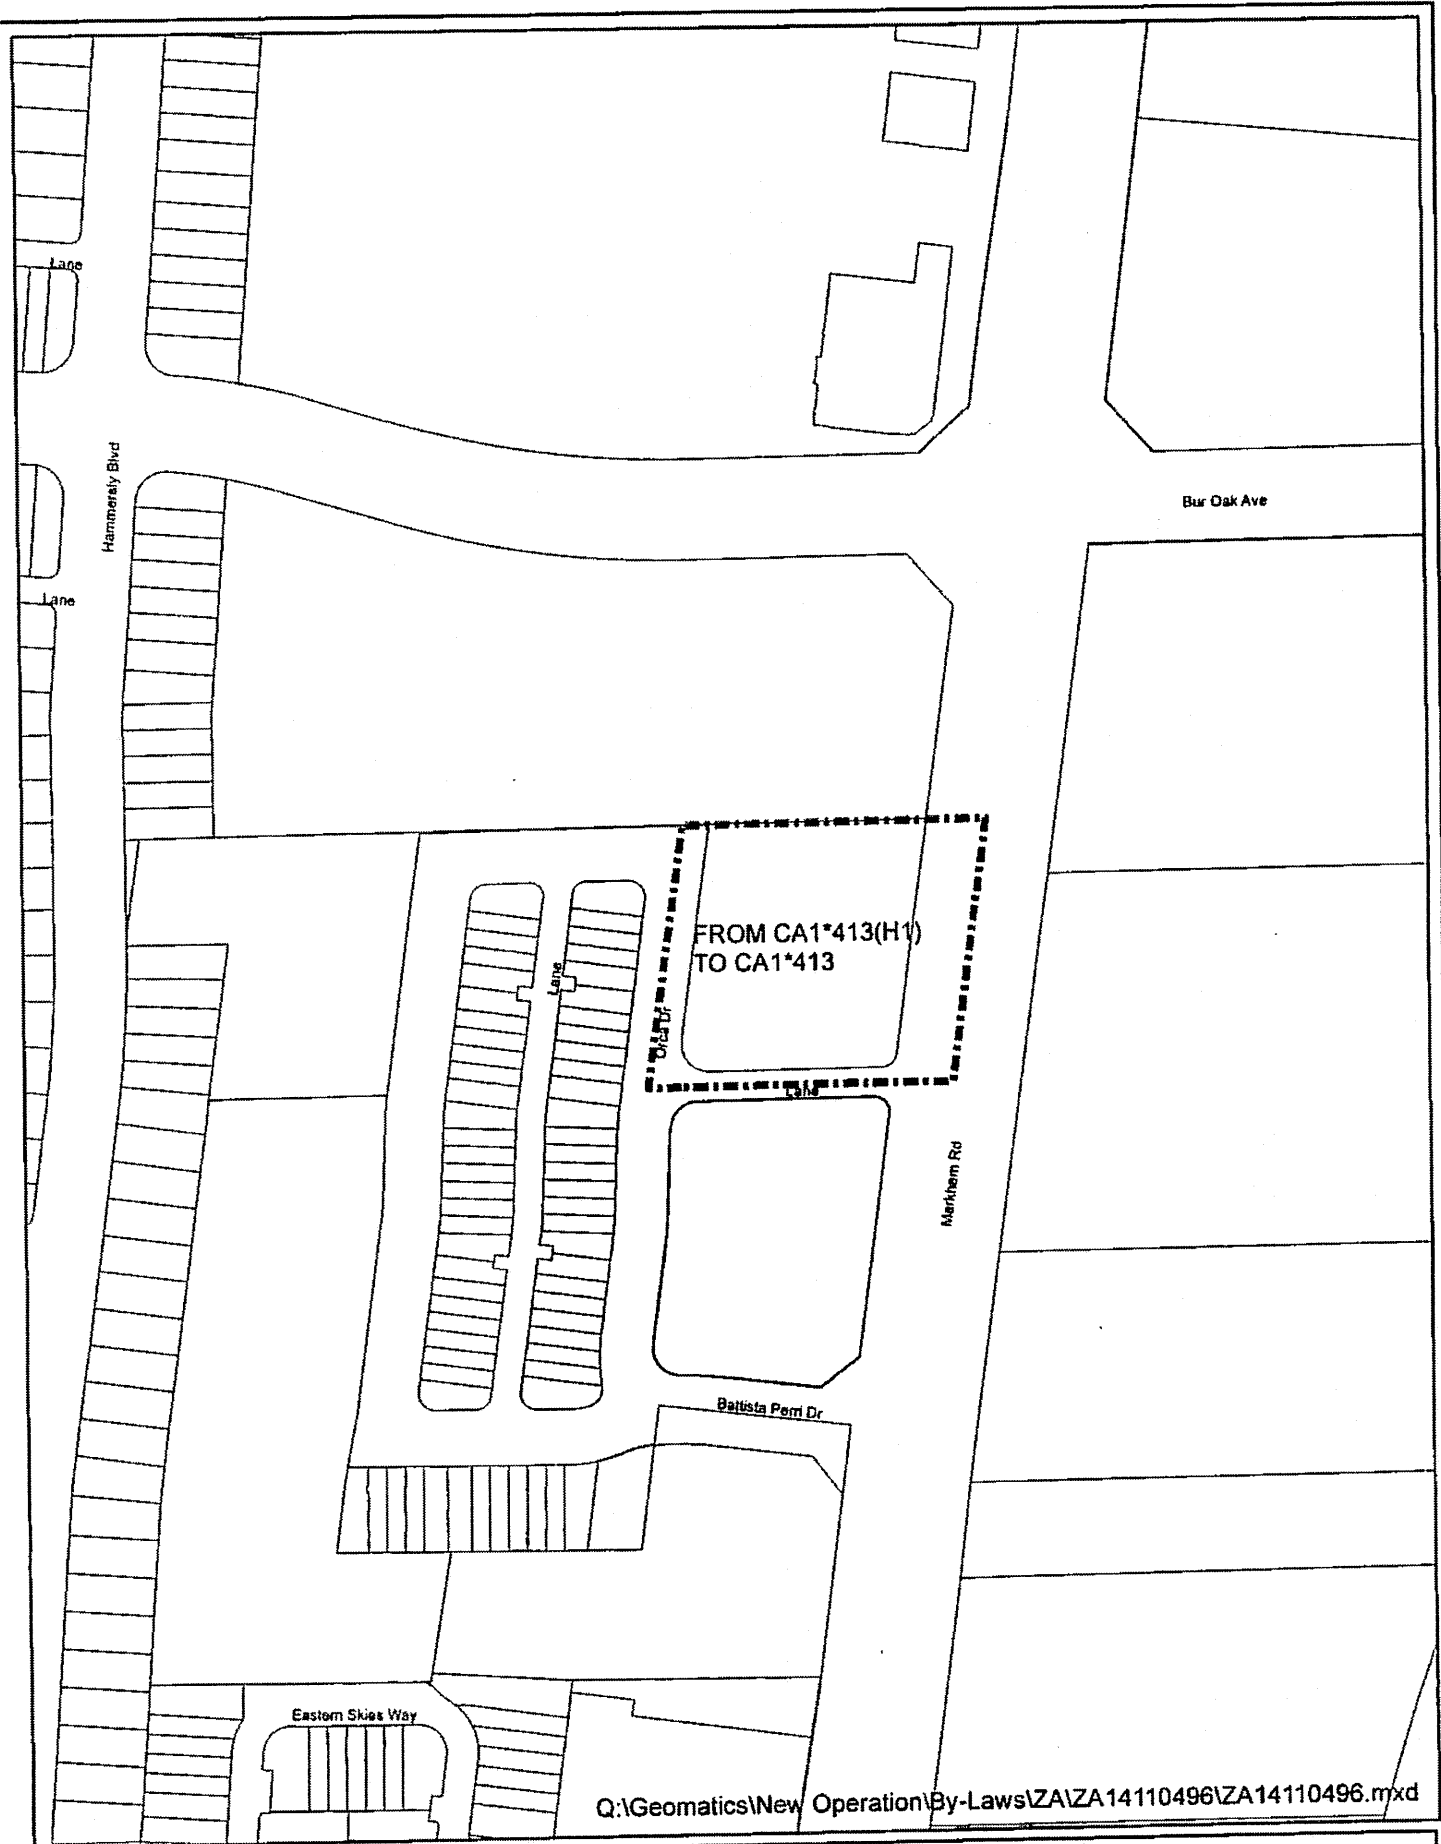 Lane
Hammersly Blvd
Bur Oak Ave
Lane
FROM CA1*413(H1)
TO CA1*413
Lane
Orca Dr
Lane
Markham Rd
Battista Perri Dr
Eastern Skies Way
Q:\Geomatics\New Operation\By-Laws\ZA\ZA14110496\ZA14110496.mxd